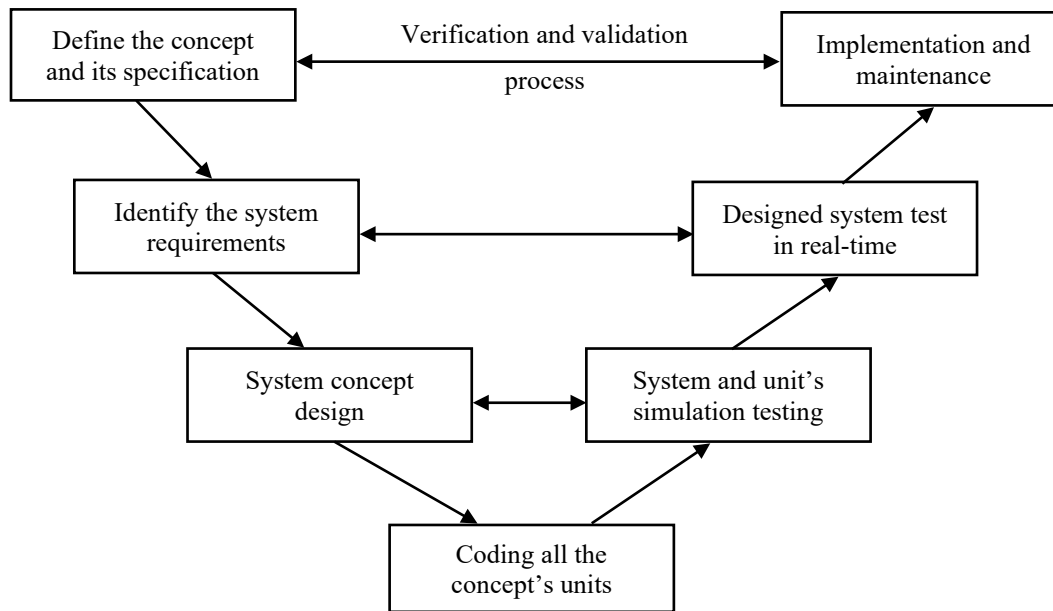 Define the concept
and its specification
Verification and validation
process
Implementation and
maintenance
Identify the system
requirements
Designed system test
in real-time
System concept
design
System and unit’s
simulation testing
Coding all the
concept’s units